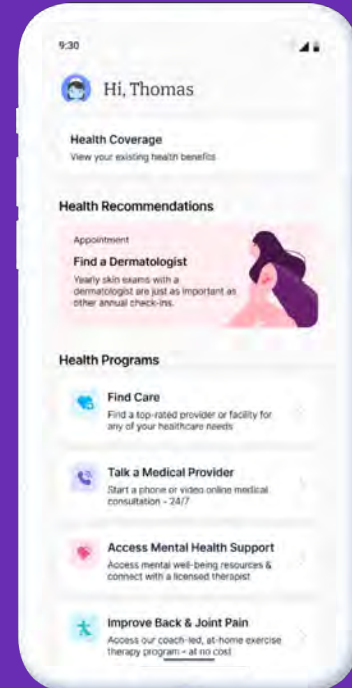 9:30
Hi, Thomas
Health Coverage
View your existing health benefits
Health Recommendations
Appointment
Find a Dermatologist
Yearly skin exams with a
dermatologist are just as important as
other annual check-ins.
Health Programs
Find Care
Find a top-rated provider or facility for
any of your healthcare needs
Talk a Medical Provider
Start a phone or video online medical
consultation - 24/7
Access Mental Health Support
Access mental well-being resources &
connect with a licensed therapist
Improve Back & Joint Pain
Access our coach-led, at-home exercise
therapy program - at no cost